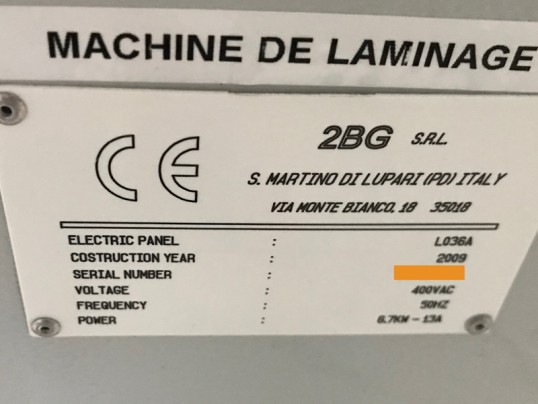 MACHINE DE LAMINAGE
CE
2BG S.R.L.
S. MARTINO DI LUPARI (PD) ITALY
VIA MONTE BIANCO, 18 35018
ELECTRIC PANEL : L036A
COSTRUCTION YEAR : 2009
SERIAL NUMBER :
VOLTAGE : 400VAC
FREQUENCY : 50HZ
POWER : 6.7KW - 13A